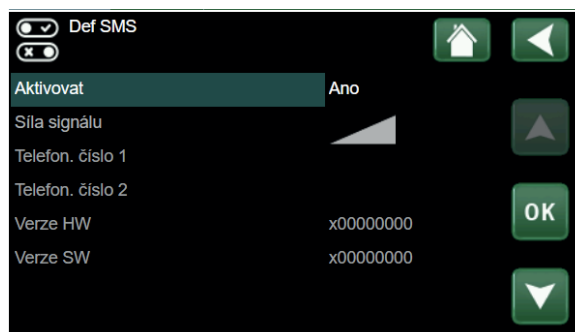 Def SMS
Aktivovat Ano
Síla signálu
Telefon. číslo 1
Telefon. číslo 2
Verze HW x00000000
Verze SW x00000000
OK